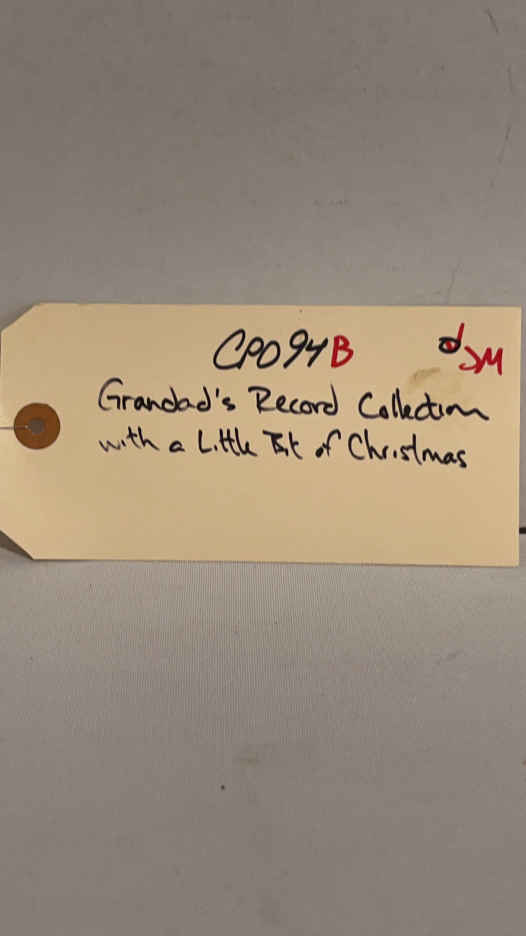 CP094B
JM
Grandad's Record Collection
with a Little Bit of Christmas